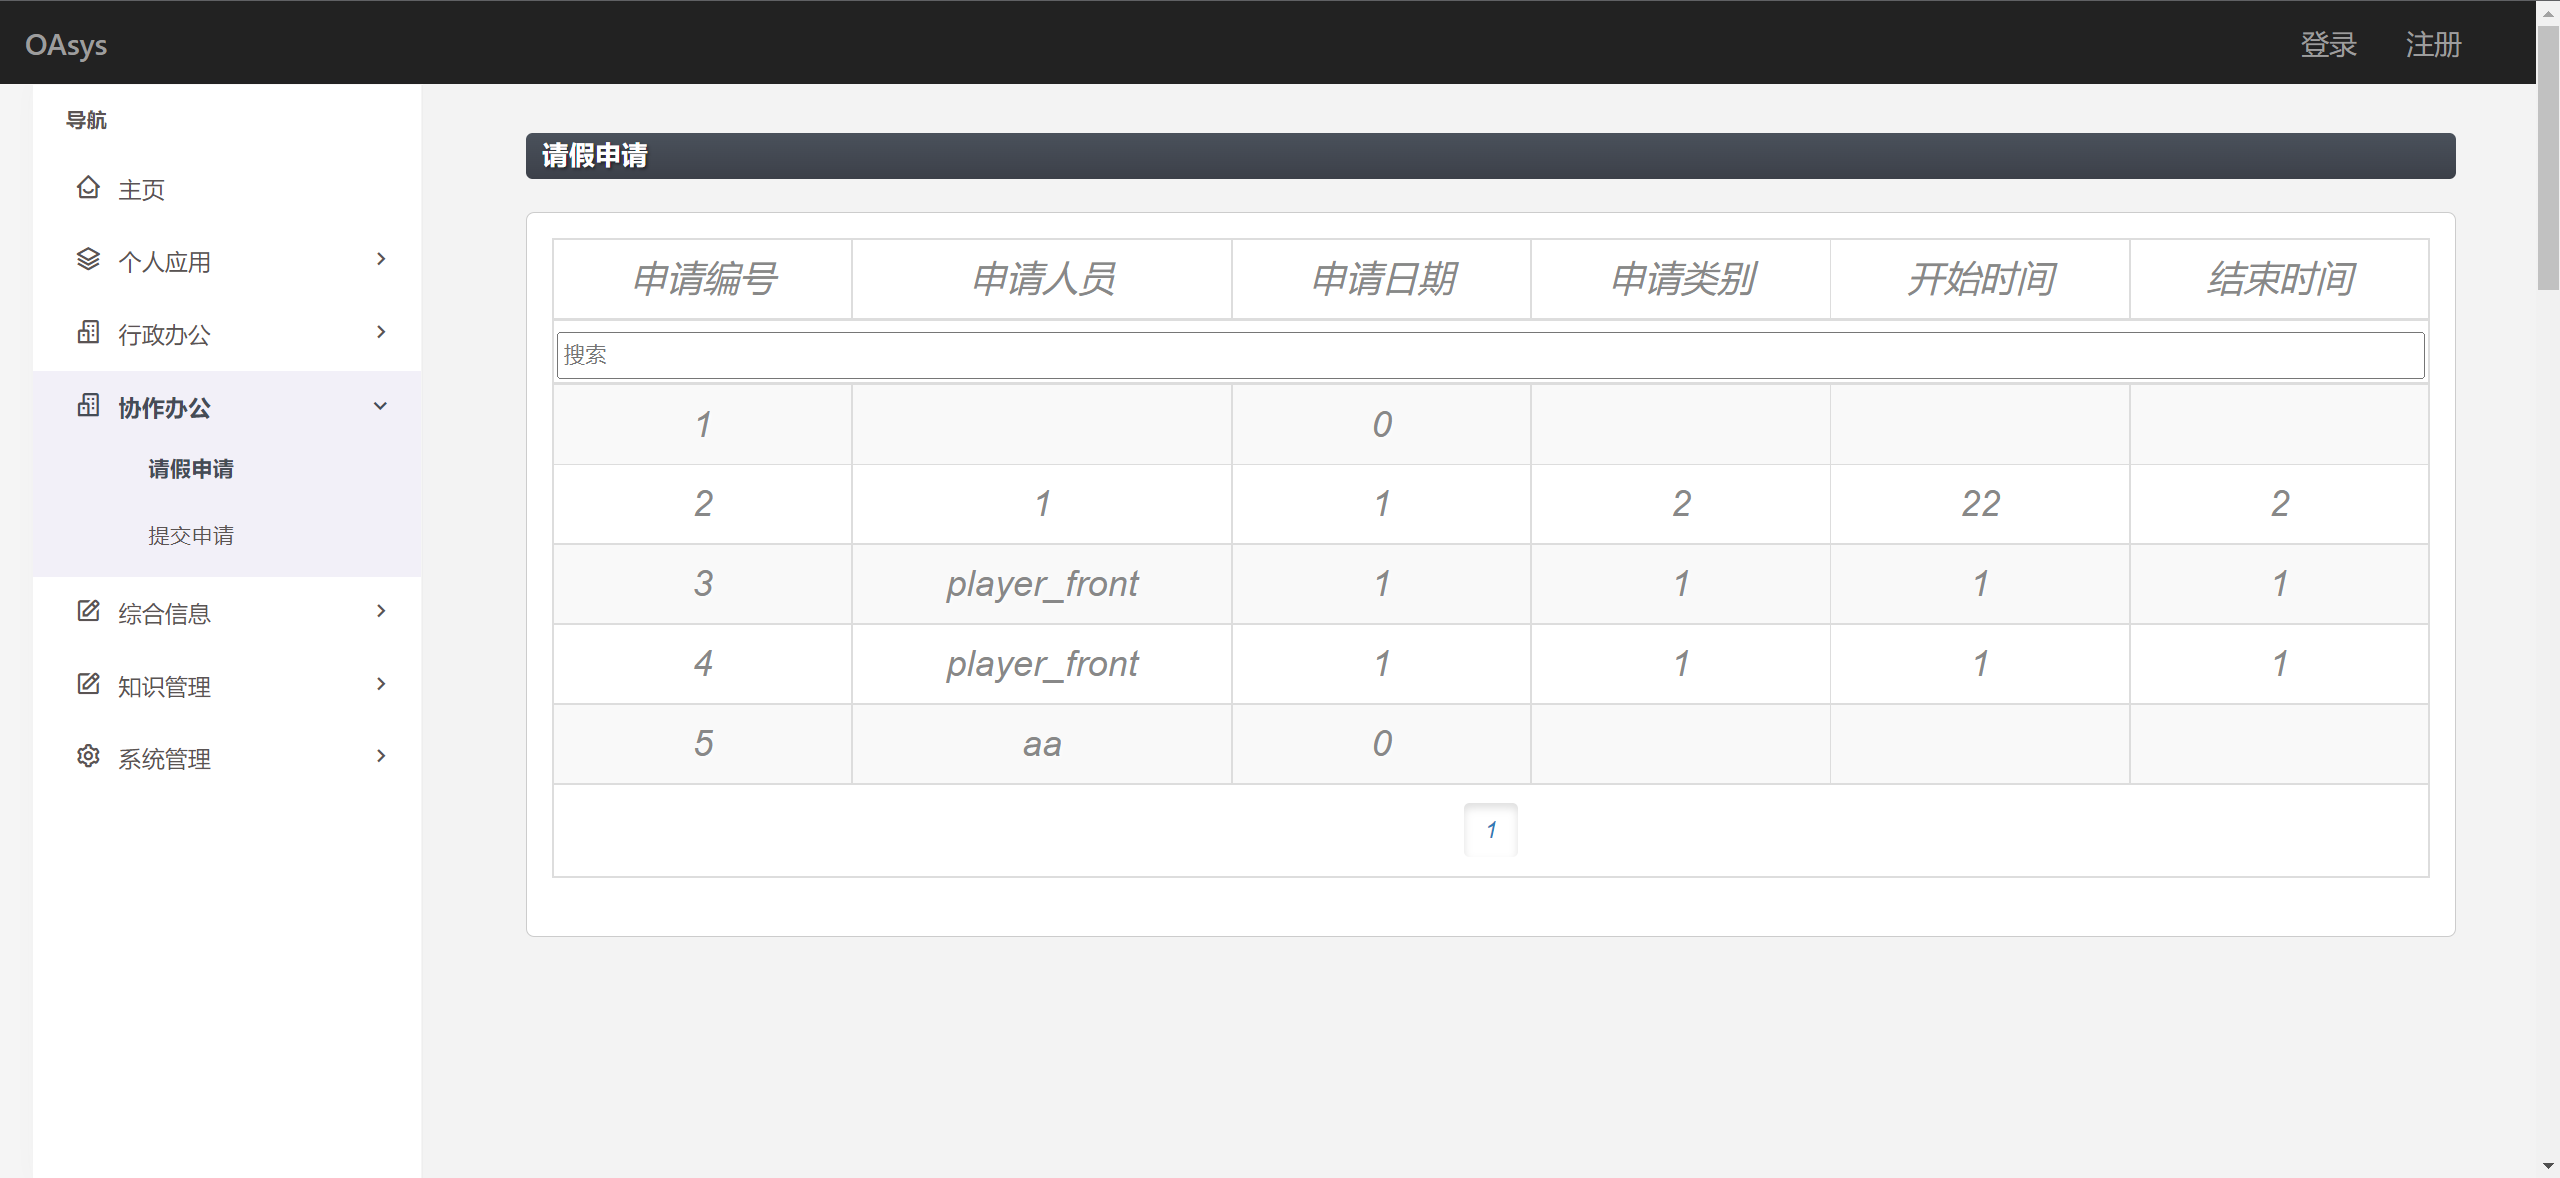 OAsys
登录 注册
导航
主页
个人应用
行政办公
协作办公
请假申请
提交申请
综合信息
知识管理
系统管理
请假申请
申请编号 申请人员 申请日期 申请类别 开始时间 结束时间
搜索
1 0
2 1 1 2 22 2
3 player_front 1 1 1 1
4 player_front 1 1 1 1
5 aa 0
1